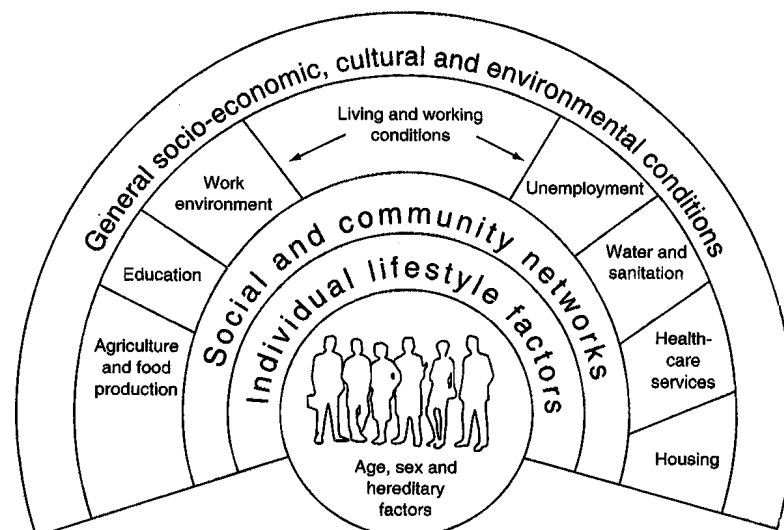 General socio-economic, cultural and environmental conditions
Living and working
conditions
Work
environment
Unemployment
Education
Water and
sanitation
Agriculture
and food
production
Health-
care
services
Housing
Social and community networks
Individual lifestyle factors
Age, sex and
hereditary
factors